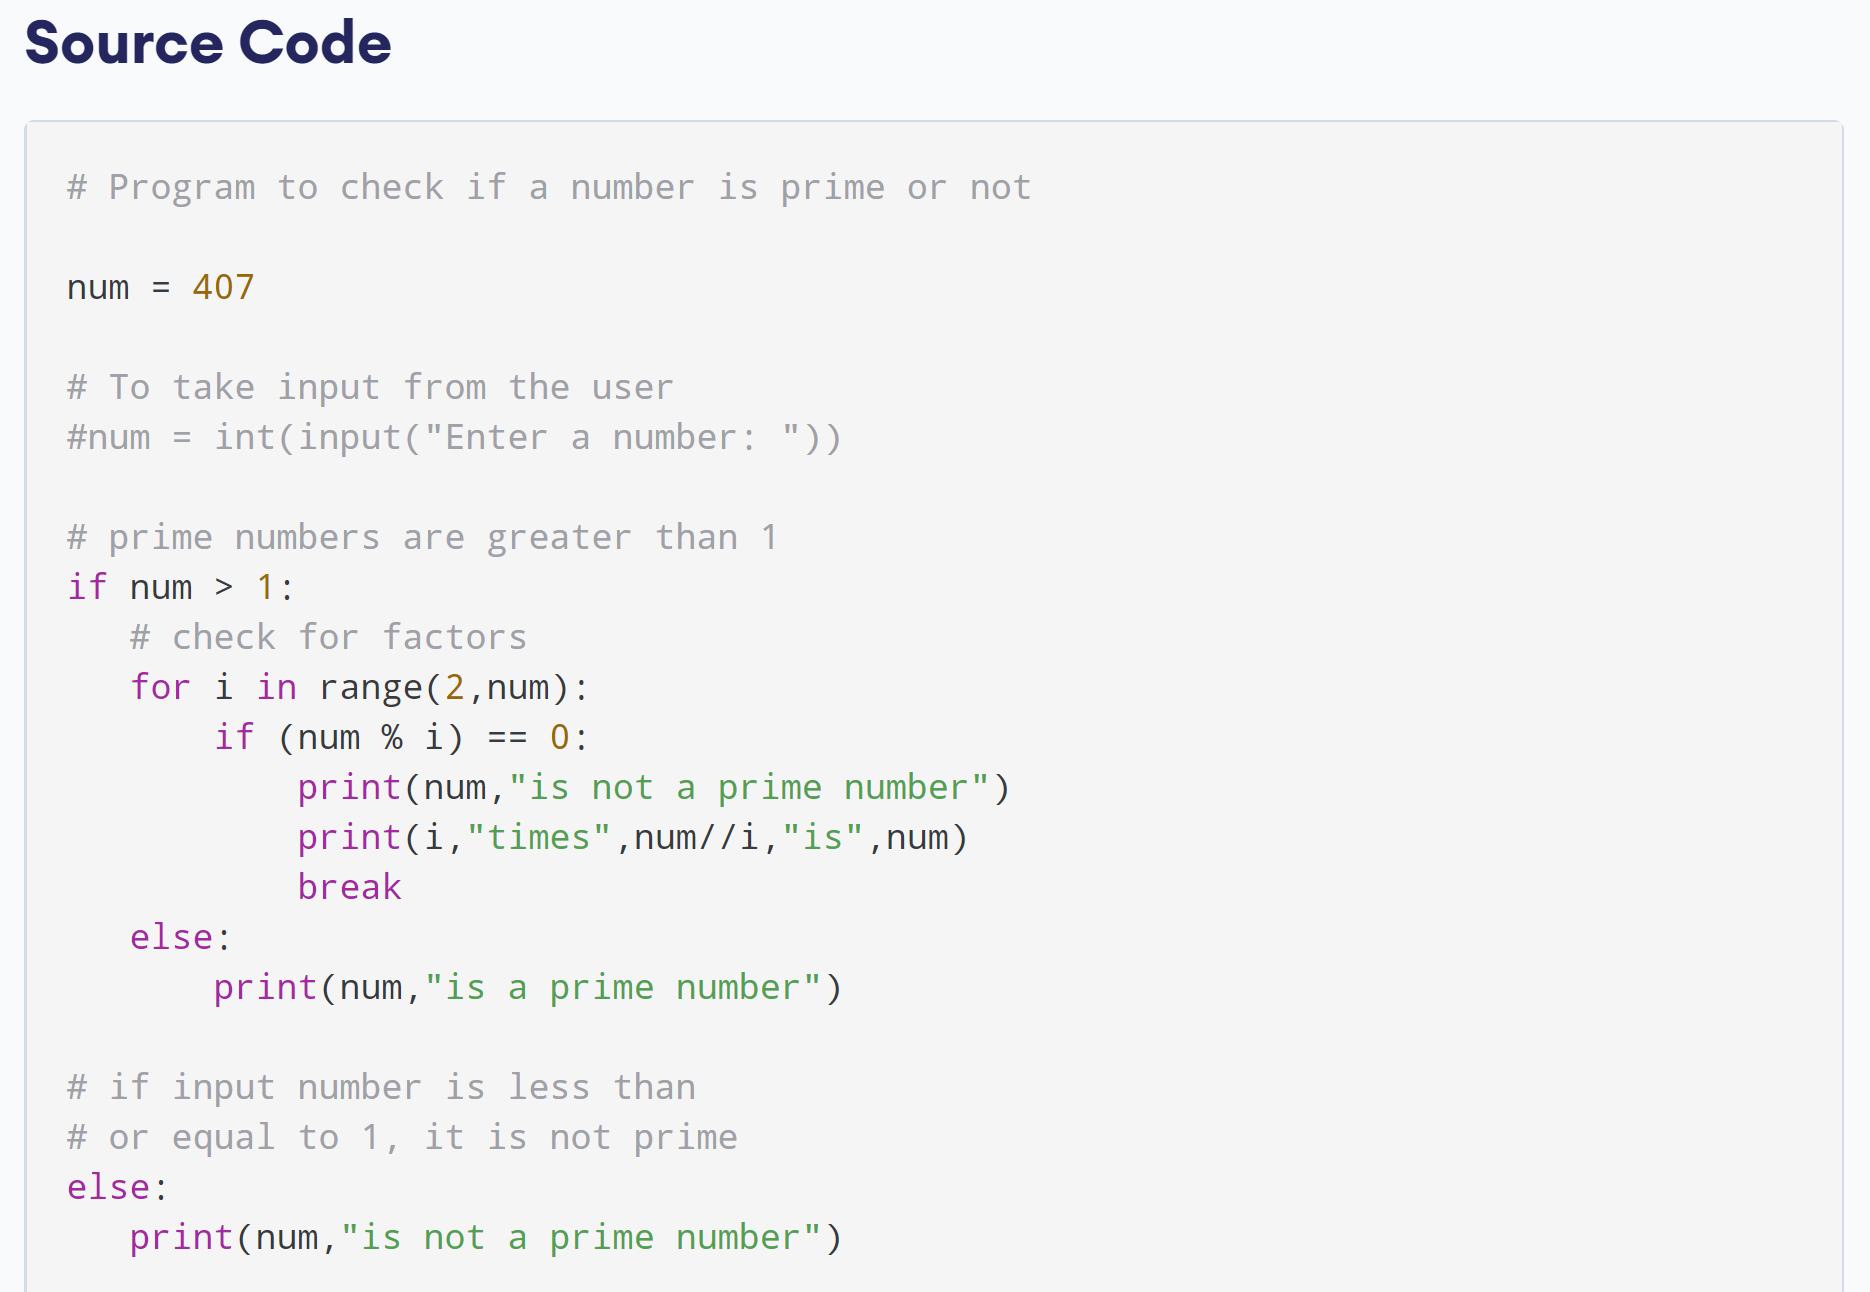 Source Code
# Program to check if a number is prime or not
num = 407
# To take input from the user
#num = int(input("Enter a number: "))
# prime numbers are greater than 1
if num > 1:
   # check for factors
   for i in range(2,num):
       if (num % i) == 0:
           print(num,"is not a prime number")
           print(i,"times",num//i,"is",num)
           break
   else:
       print(num,"is a prime number")
# if input number is less than
# or equal to 1, it is not prime
else:
   print(num,"is not a prime number")